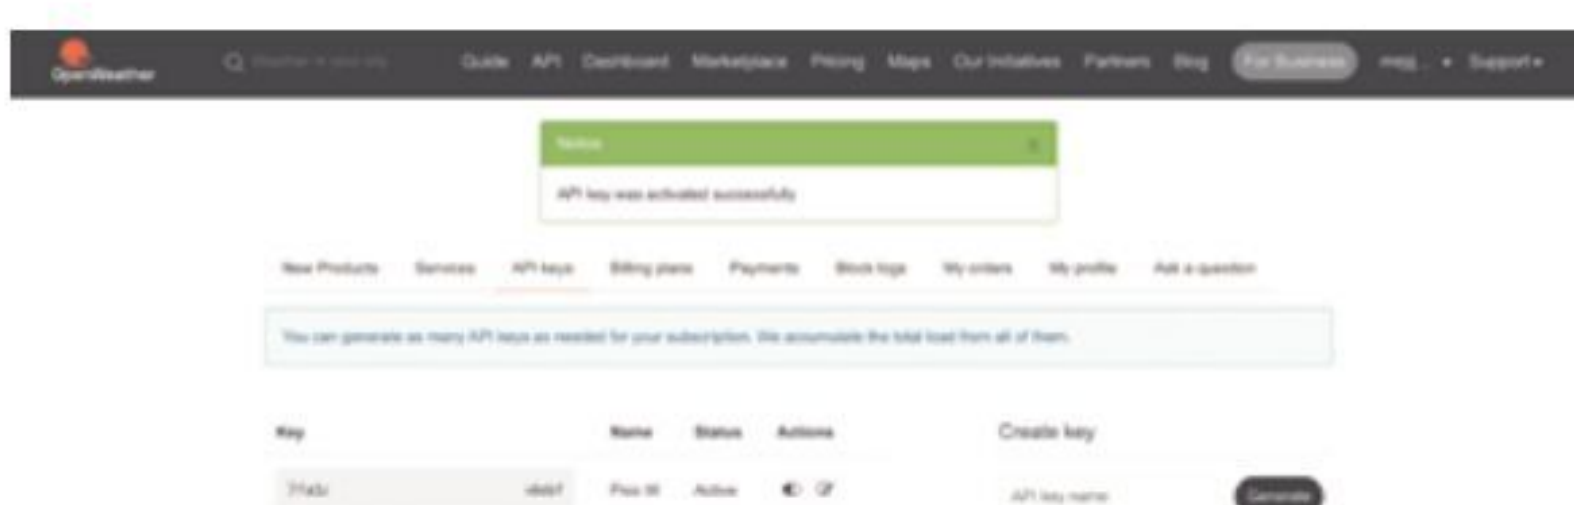 OpenWeather
Guide API Dashboard Marketplace Pricing Maps Our Initiatives Partners Blog For Business Support
Notice
API key was activated successfully
New Products Services API keys Billing plans Payments Block logs My orders My profile Ask a question
You can generate as many API keys as needed for your subscription. We accumulate the total load from all of them.
Key Name Status Actions Create key
Active API key name Generate